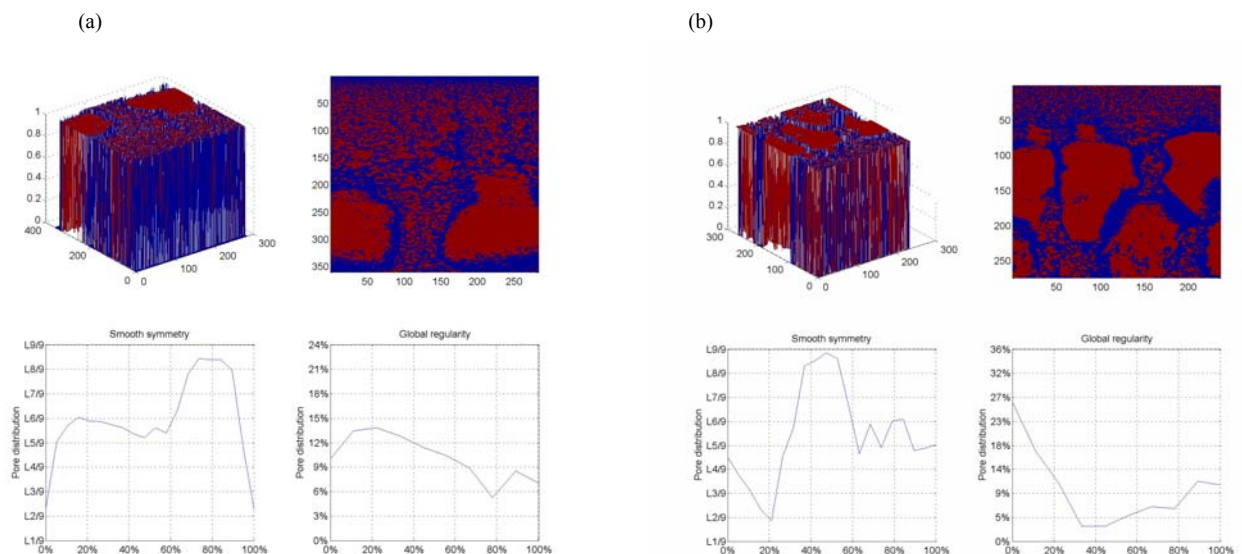 (a)
(b)
1
0.8
0.6
0.4
0.2
0
400
200
0
0
100
200
300
50
100
150
200
250
300
350
50 100 150 200 250
1
0.8
0.6
0.4
0.2
0
300
200
100
0
0
100
200
300
50
100
150
200
250
50 100 150 200
Smooth symmetry
Pore distribution
L9/9
L8/9
L7/9
L6/9
L5/9
L4/9
L3/9
L2/9
L1/9
0% 20% 40% 60% 80% 100%
Global regularity
Pore distribution
24%
21%
18%
15%
12%
9%
6%
3%
0%
0% 20% 40% 60% 80% 100%
Smooth symmetry
Pore distribution
L9/9
L8/9
L7/9
L6/9
L5/9
L4/9
L3/9
L2/9
L1/9
0% 20% 40% 60% 80% 100%
Global regularity
Pore distribution
36%
32%
27%
23%
18%
14%
9%
5%
0%
0% 20% 40% 60% 80% 100%